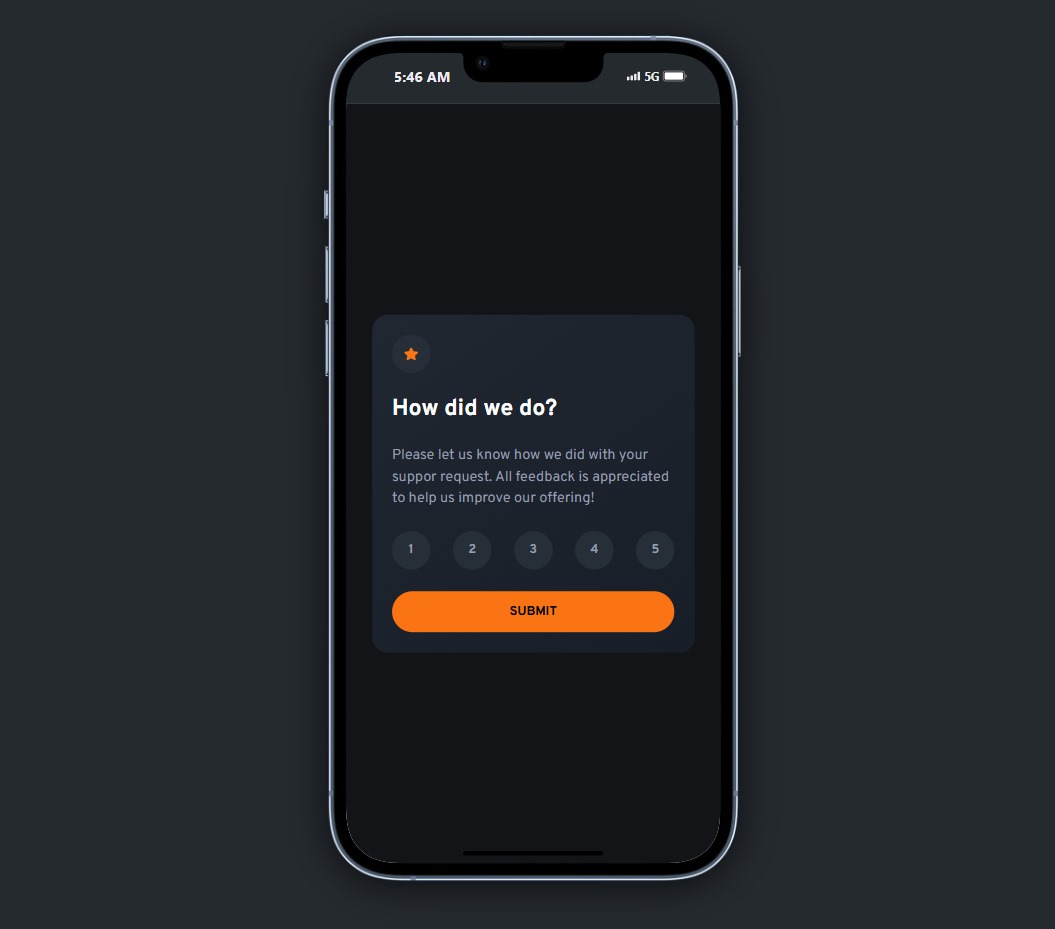 5:46 AM 5G
How did we do?
Please let us know how we did with your
suppor request. All feedback is appreciated
to help us improve our offering!
1 2 3 4 5
SUBMIT